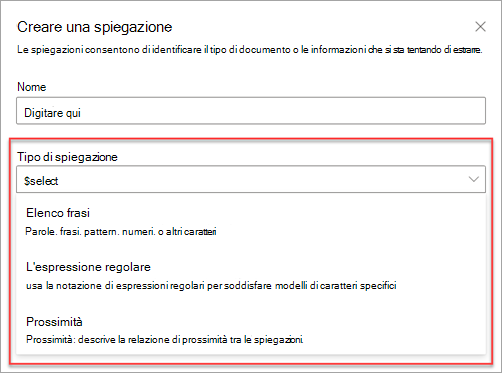 Creare una spiegazione
Le spiegazioni consentono di identificare il tipo di documento o le informazioni che si sta tentando di estrarre.
Nome
Digitare qui
Tipo di spiegazione
$select
Elenco frasi
Parole. frasi. pattern. numeri. o altri caratteri
L'espressione regolare
usa la notazione di espressioni regolari per soddisfare modelli di caratteri specifici
Prossimità
Prossimità: descrive la relazione di prossimità tra le spiegazioni.